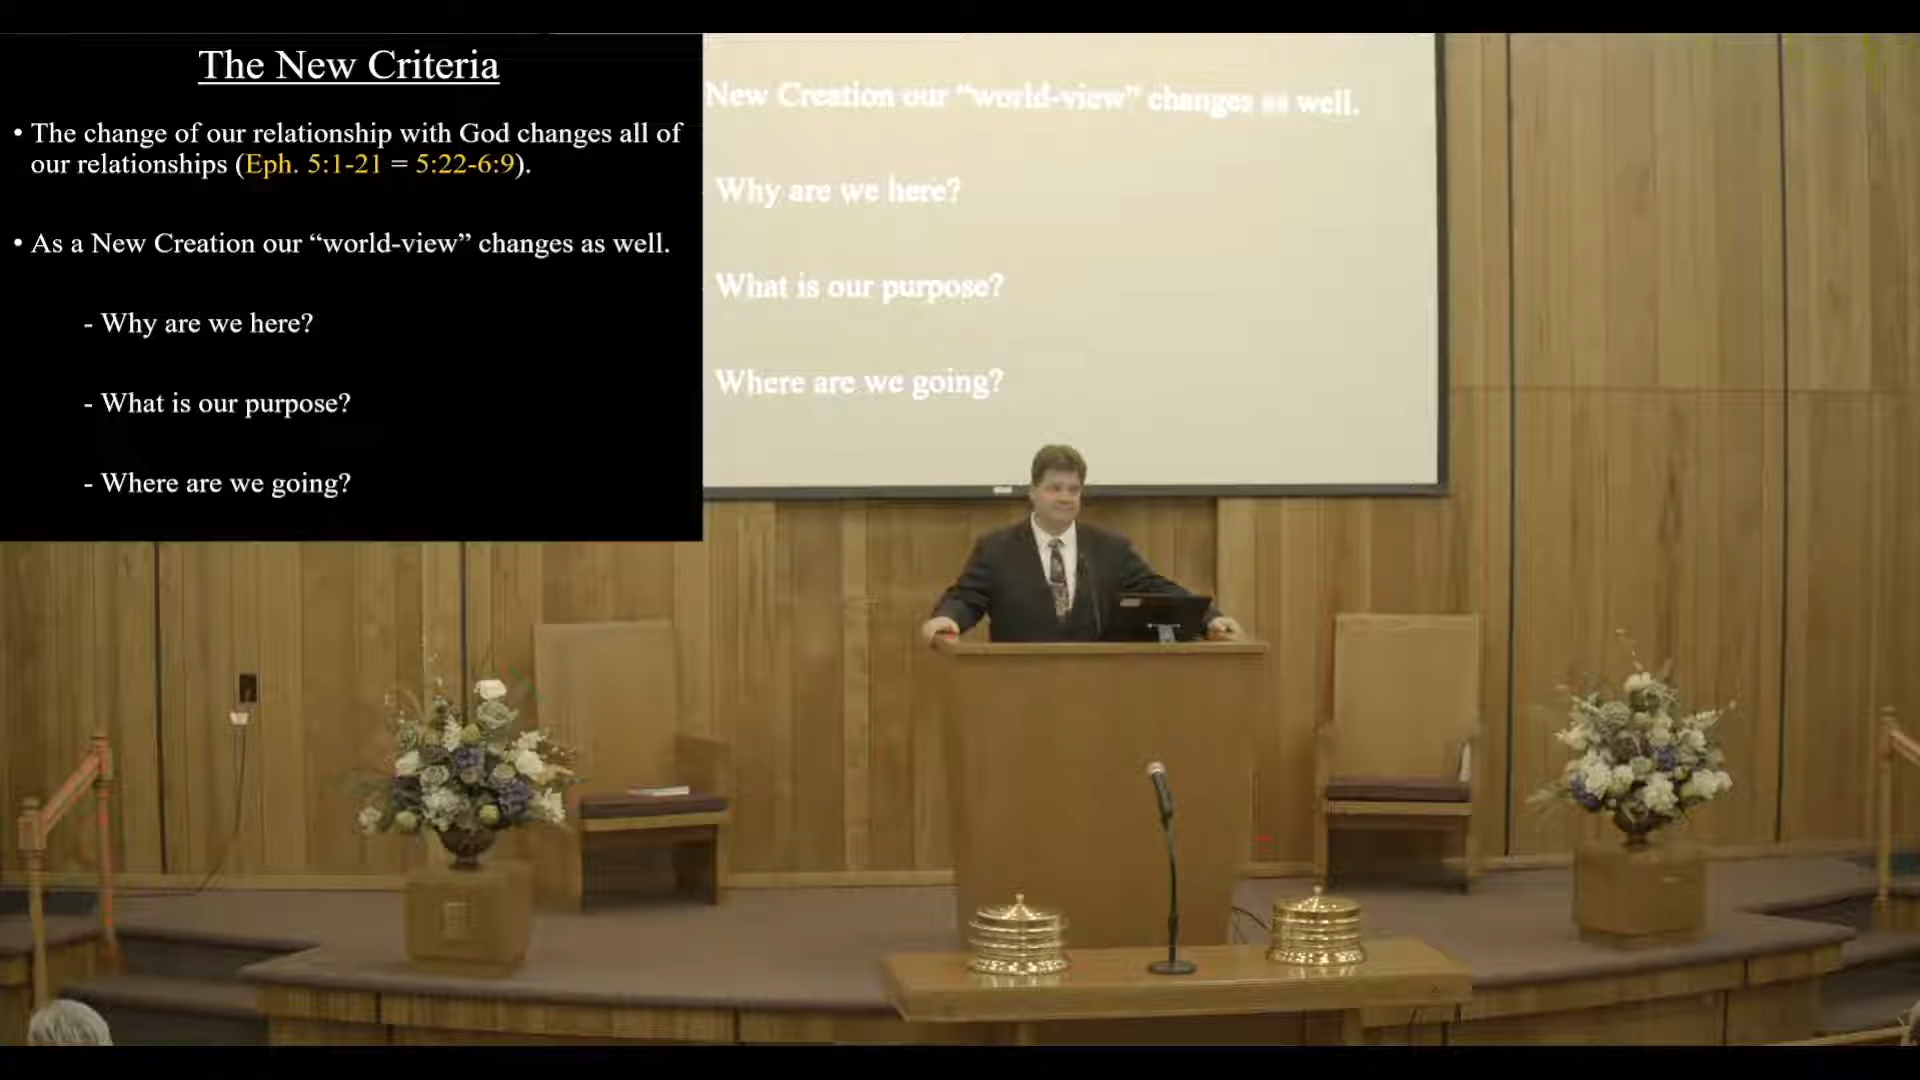 The New Criteria
• The change of our relationship with God changes all of
our relationships (Eph. 5:1-21 = 5:22-6:9).
• As a New Creation our “world-view” changes as well.
- Why are we here?
- What is our purpose?
- Where are we going?
New Creation our “world-view” changes as well.
Why are we here?
What is our purpose?
Where are we going?